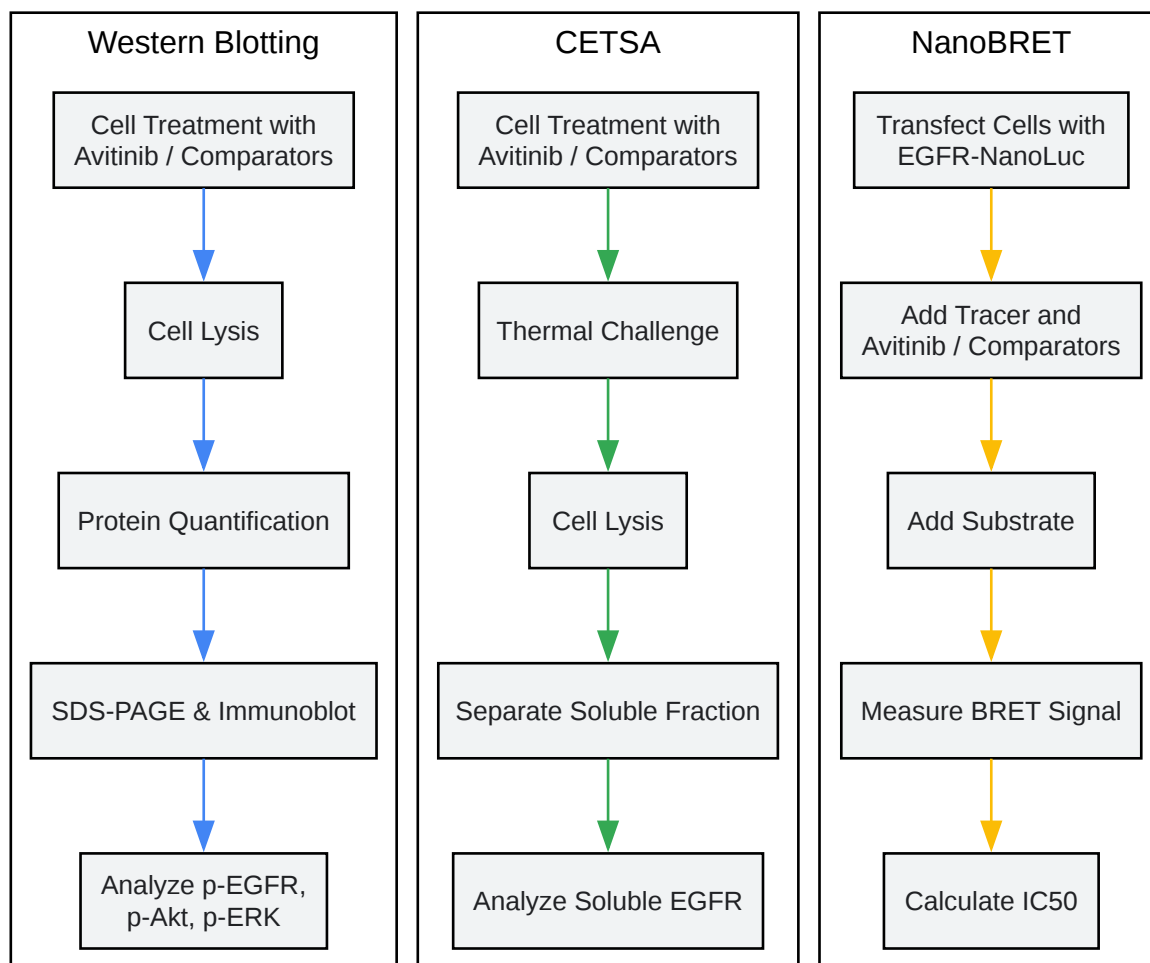 Western Blotting
Cell Treatment with
Avitinib / Comparators
Cell Lysis
Protein Quantification
SDS-PAGE & Immunoblot
Analyze p-EGFR,
p-Akt, p-ERK
CETSA
Cell Treatment with
Avitinib / Comparators
Thermal Challenge
Cell Lysis
Separate Soluble Fraction
Analyze Soluble EGFR
NanoBRET
Transfect Cells with
EGFR-NanoLuc
Add Tracer and
Avitinib / Comparators
Add Substrate
Measure BRET Signal
Calculate IC50